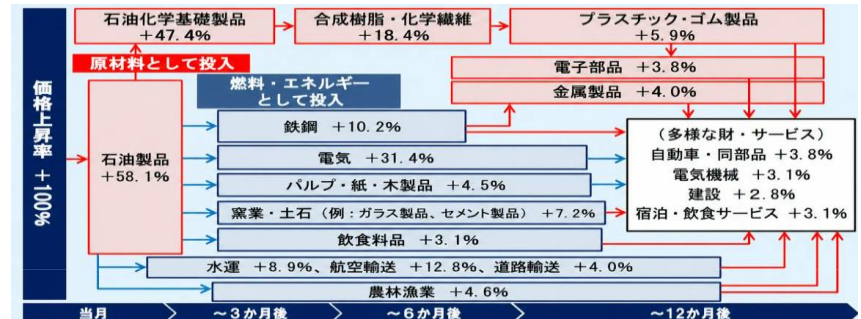 石油化学基礎製品
+47.4%
合成樹脂・化学繊維
+18.4%
プラスチック・ゴム製品
+5.9%
原材料として投入
燃料・エネルギー
として投入
電子部品 +3.8%
金属製品 +4.0%
価格上昇率 +100%
石油製品
+58.1%
鉄鋼 +10.2%
電気 +31.4%
パルプ・紙・木製品 +4.5%
窯業・土石(例:ガラス製品、セメント製品) +7.2%
飲食料品 +3.1%
水運 +8.9%、航空輸送 +12.8%、道路輸送 +4.0%
農林漁業 +4.6%
(多様な財・サービス)
自動車・同部品 +3.8%
電気機械 +3.1%
建設 +2.8%
宿泊・飲食サービス +3.1%
当月
~3か月後
~6か月後
~12か月後